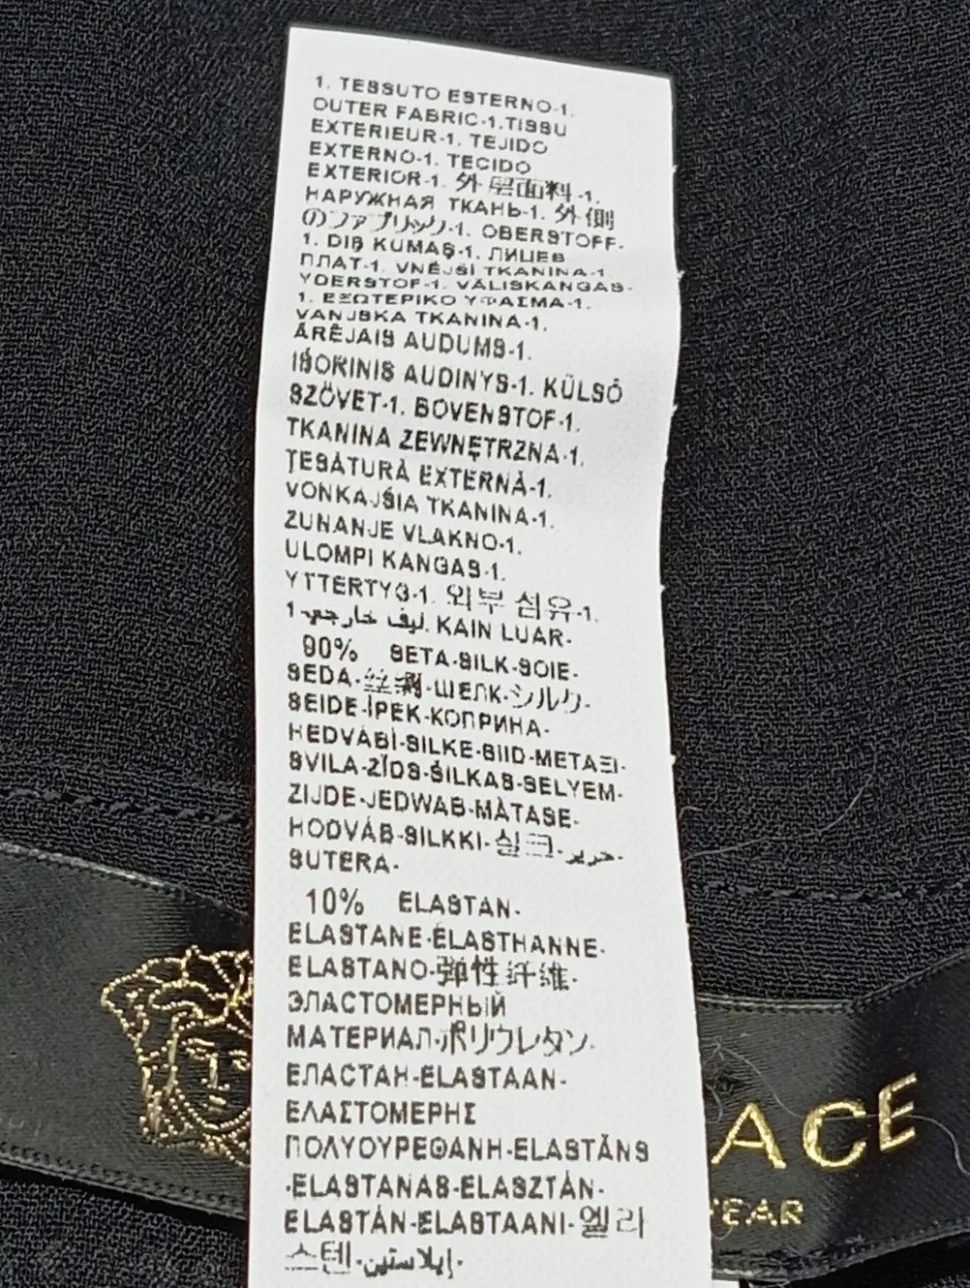 1. TESSUTO ESTERNO-1.
OUTER FABRIC-1.TISSU
EXTERIEUR-1. TEJIDO
EXTERNO-1. TECIDO
EXTERIOR-1. 外层面料-1.
НАРУЖНАЯ ТКАНЬ-1. 外側
のファブリック-1. OBERSTOFF-
1. DIŞ KUMAŞ-1. ЛИЦЕВ
ПЛАТ-1. VNĚJŠÍ TKANINA-1.
YDERSTOF-1. VÄLISKANGAS-
1. ΕΞΩΤΕΡΙΚΟ ΥΦΑΣΜΑ-1.
VANJSKA TKANINA-1.
ĀRĒJAIS AUDUMS-1.
IŠORINIS AUDINYS-1. KÜLSŐ
SZÖVET-1. BOVENSTOF-1.
TKANINA ZEWNĘTRZNA-1.
ŢESĂTURĂ EXTERNĂ-1.
VONKAJŠIA TKANINA-1.
ZUNANJE VLAKNO-1.
ULOMPI KANGAS-1.
YTTERTYG-1. 외부 섬유-1.
1-ليف خارجي. KAIN LUAR-
90% SETA-SILK-SOIE-
SEDA-丝绸-ШЕЛК-シルク-
SEIDE-İPEK-КОПРИНА-
HEDVÁBÍ-SILKE-SIID-ΜΕΤΑΞΙ-
SVILA-ZĪDS-ŠILKAS-SELYEM-
ZIJDE-JEDWAB-MĂTASE-
HODVÁB-SILKKI-실크-حرير-
SUTERA-
10% ELASTAN-
ELASTANE-ÉLASTHANNE-
ELASTANO-弹性纤维-
ЭЛАСТОМЕРНЫЙ
МАТЕРИАЛ-ポリウレタン-
ЕЛАСТАН-ELASTAAN-
ΕΛΑΣΤΟΜΕΡΗΣ
ΠΟΛΥΟΥΡΕΘΑΝΗ-ELASTĀNS
-ELASTANAS-ELASZTÁN-
ELASTÁN-ELASTAANI-엘라
스텐-إيلاستين-
ACE
EAR